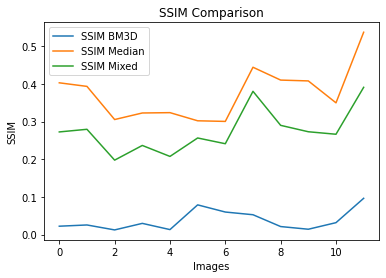 SSIM Comparison
SSIM BM3D
SSIM Median
SSIM Mixed
SSIM
0.5
0.4
0.3
0.2
0.1
0.0
0 2 4 6 8 10
Images